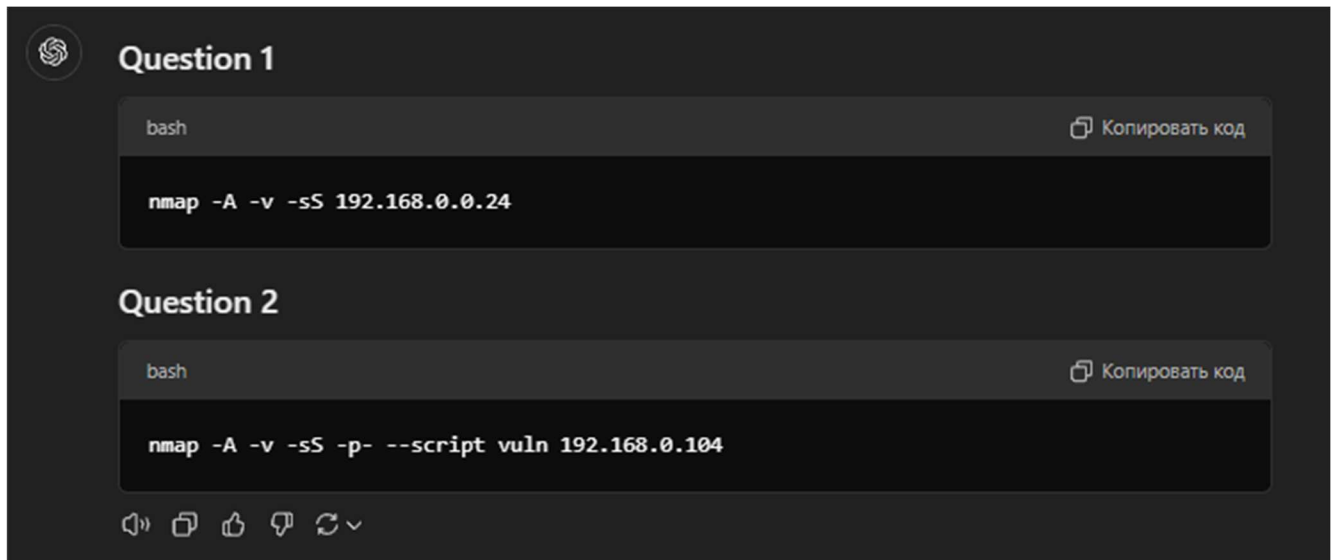 Question 1
bash
Копировать код
nmap -A -v -sS 192.168.0.0.24
Question 2
bash
Копировать код
nmap -A -v -sS -p- --script vuln 192.168.0.104